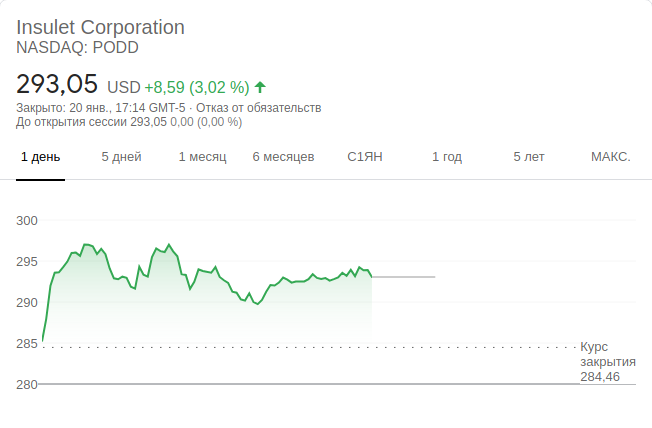 Insulet Corporation
NASDAQ: PODD
293,05 USD +8,59 (3,02 %)
Закрыто: 20 янв., 17:14 GMT-5 · Отказ от обязательств
До открытия сессии 293,05 0,00 (0,00 %)
1 день 5 дней 1 месяц 6 месяцев С1ЯН 1 год 5 лет МАКС.
300
295
290
285
Курс
закрытия
284,46
280